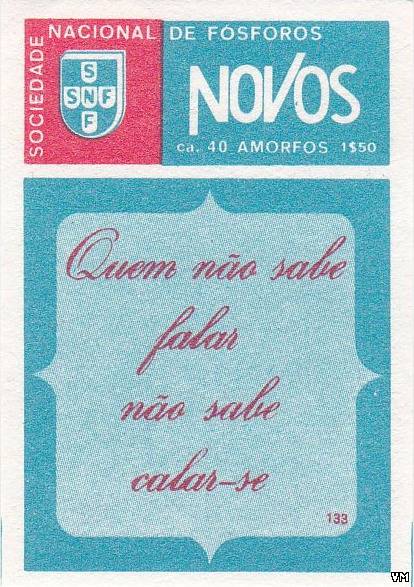 SOCIEDADE NACIONAL DE FÓSFOROS
S
SNF
F
NOVOS
ca. 40 AMORFOS 1$50
Quem não sabe
falar
não sabe
calar-se
133
VM